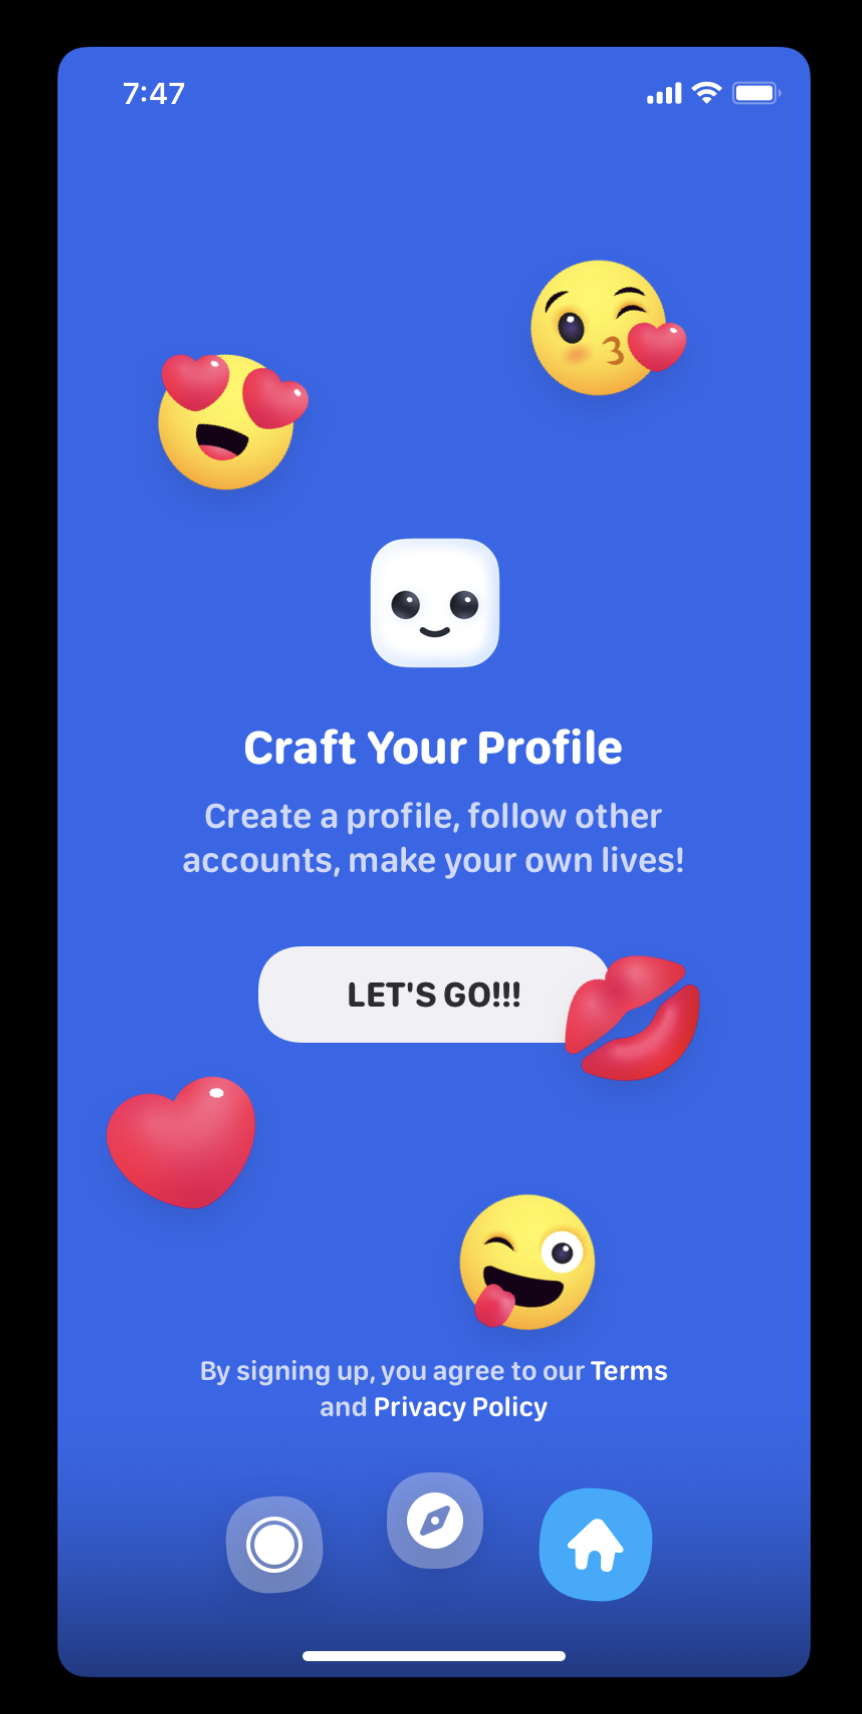 7:47
Craft Your Profile
Create a profile, follow other
accounts, make your own lives!
LET'S GO!!!
By signing up, you agree to our Terms
and Privacy Policy